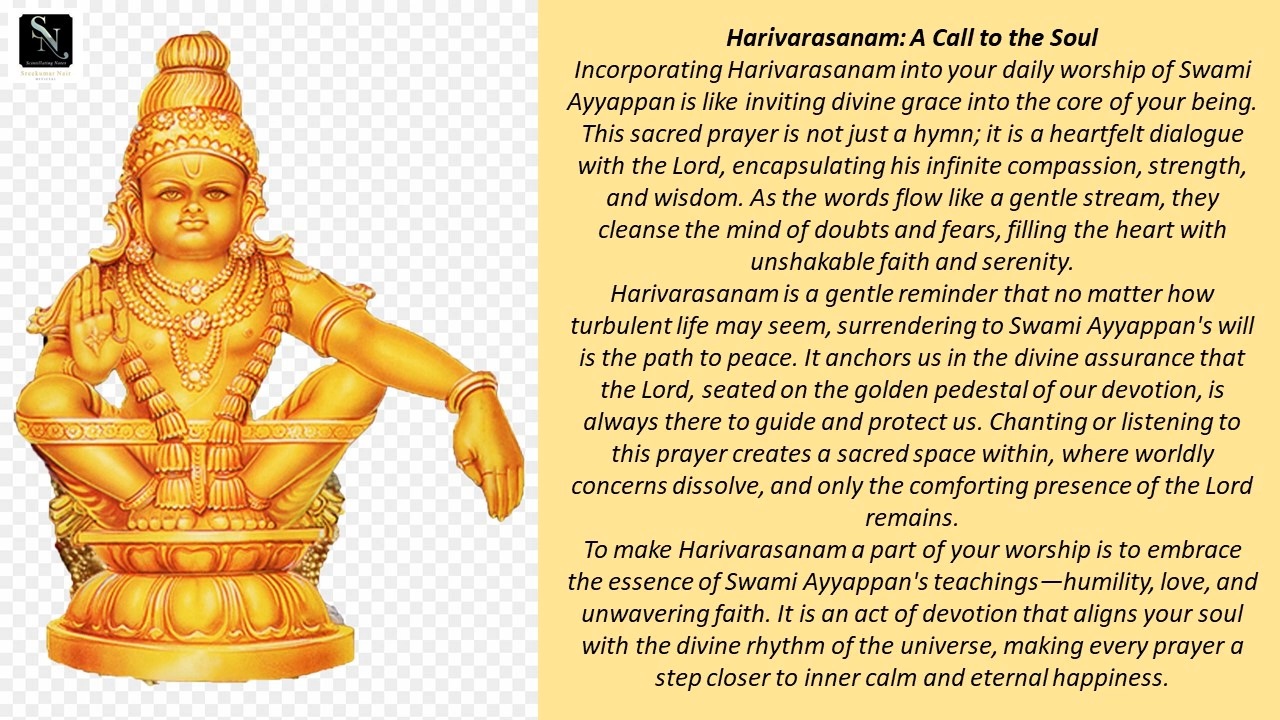 SN
Scintillating Notes
Sreekumar Nair
OFFICIAL
Harivarasanam: A Call to the Soul
Incorporating Harivarasanam into your daily worship of Swami
Ayyappan is like inviting divine grace into the core of your being.
This sacred prayer is not just a hymn; it is a heartfelt dialogue
with the Lord, encapsulating his infinite compassion, strength,
and wisdom. As the words flow like a gentle stream, they
cleanse the mind of doubts and fears, filling the heart with
unshakable faith and serenity.
Harivarasanam is a gentle reminder that no matter how
turbulent life may seem, surrendering to Swami Ayyappan's will
is the path to peace. It anchors us in the divine assurance that
the Lord, seated on the golden pedestal of our devotion, is
always there to guide and protect us. Chanting or listening to
this prayer creates a sacred space within, where worldly
concerns dissolve, and only the comforting presence of the Lord
remains.
To make Harivarasanam a part of your worship is to embrace
the essence of Swami Ayyappan's teachings—humility, love, and
unwavering faith. It is an act of devotion that aligns your soul
with the divine rhythm of the universe, making every prayer a
step closer to inner calm and eternal happiness.